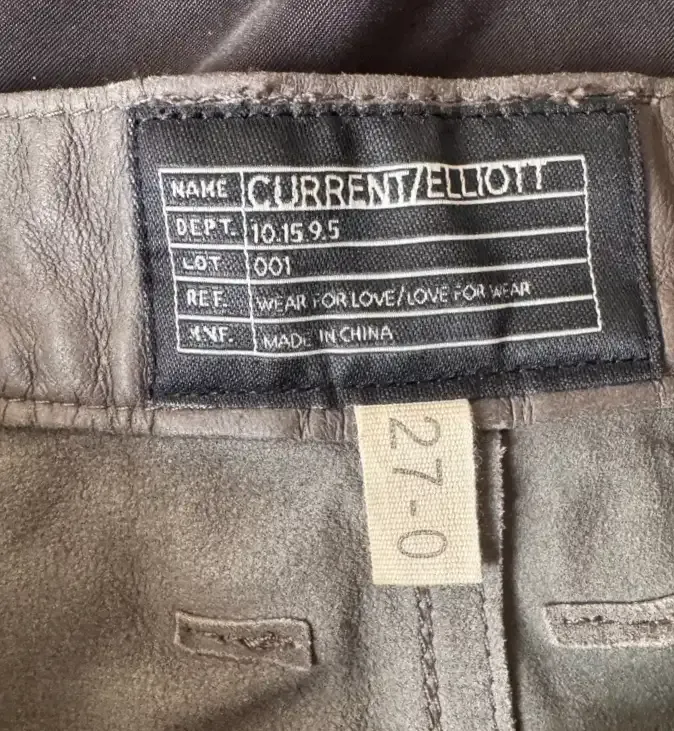 NAME CURRENT/ELLIOTT
DEPT. 10.15 9.5
LOT 001
REF. WEAR FOR LOVE/LOVE FOR WEAR
MNF. MADE IN CHINA
27-0